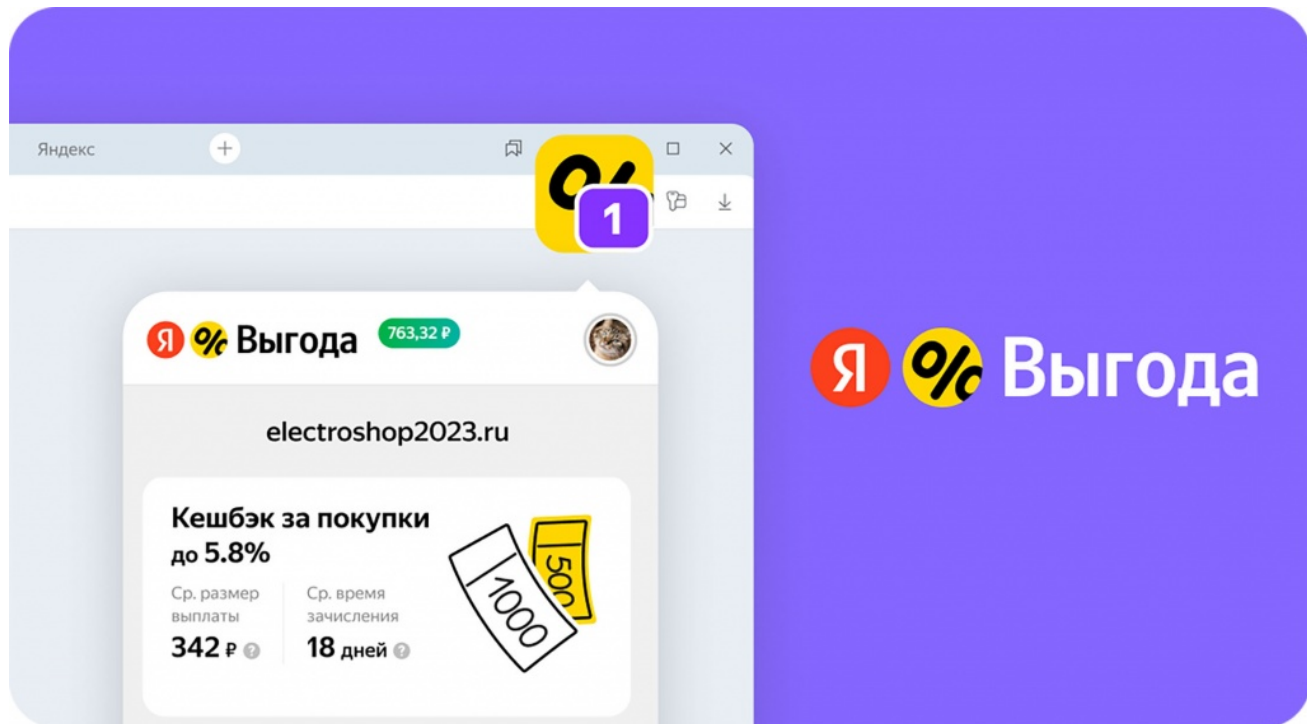 Яндекс
%
1
Я % Выгода 763,32 ₽
electroshop2023.ru
Кешбэк за покупки
до 5.8%
Ср. размер
выплаты
342 ₽ ?
Ср. время
зачисления
18 дней ?
1000
500
Я % Выгода